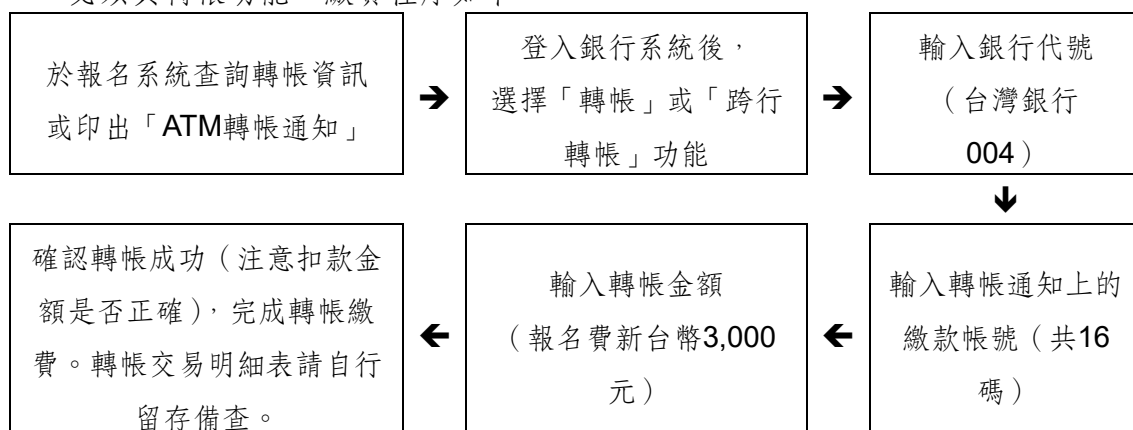 於報名系統查詢轉帳資訊
或印出「ATM轉帳通知」
➔
登入銀行系統後，
選擇「轉帳」或「跨行
轉帳」功能
➔
輸入銀行代號
（台灣銀行
004）
🡻
輸入轉帳通知上的
繳款帳號（共16
碼）
🡸
輸入轉帳金額
（報名費新台幣3,000
元）
🡸
確認轉帳成功（注意扣款金
額是否正確），完成轉帳繳
費。轉帳交易明細表請自行
留存備查。